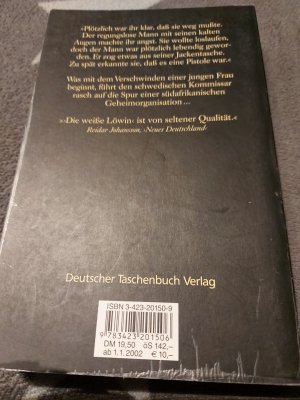 ›Plötzlich war ihr klar, daß sie weg mußte.
Der regungslose Mann mit seinen kalten
Augen machte ihr angst. Sie wollte loslaufen,
doch der Mann war plötzlich lebendig gewor-
den. Er zog etwas aus seiner Jackentasche.
Zu spät erkannte sie, daß es eine Pistole war.‹
Was mit dem Verschwinden einer jungen Frau
beginnt, führt den schwedischen Kommissar
rasch auf die Spur einer südafrikanischen
Geheimorganisation ...
»›Die weiße Löwin‹ ist von seltener Qualität.«
Reidar Johansson, ›Neues Deutschland‹
Deutscher Taschenbuch Verlag
ISBN 3-423-20150-9
9 783423 201506
DM 19,50 öS 142,–
ab 1.1.2002 € 10,–